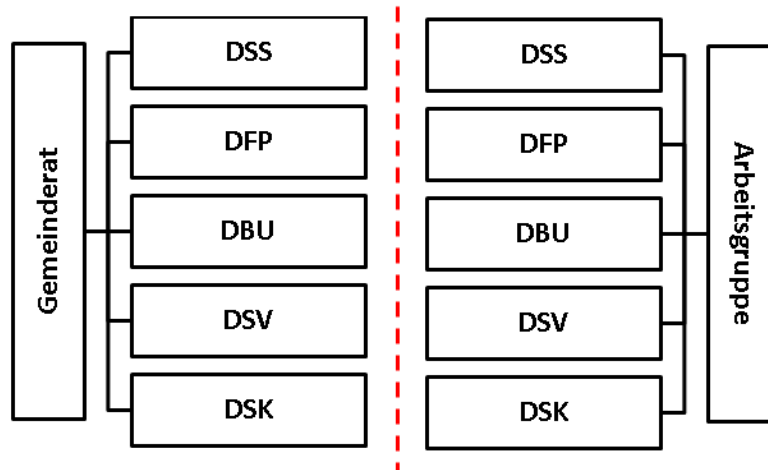 Gemeinderat
DSS
DFP
DBU
DSV
DSK
DSS
DFP
DBU
DSV
DSK
Arbeitsgruppe